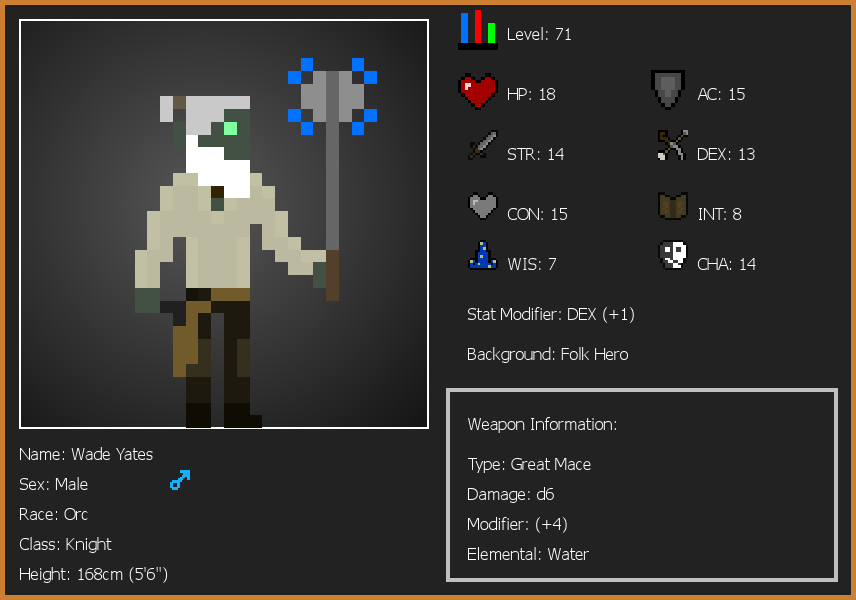 Level: 71
HP: 18
AC: 15
STR: 14
DEX: 13
CON: 15
INT: 8
WIS: 7
CHA: 14
Stat Modifier: DEX (+1)
Background: Folk Hero
Weapon Information:
Type: Great Mace
Damage: d6
Modifier: (+4)
Elemental: Water
Name: Wade Yates
Sex: Male
Race: Orc
Class: Knight
Height: 168cm (5'6")